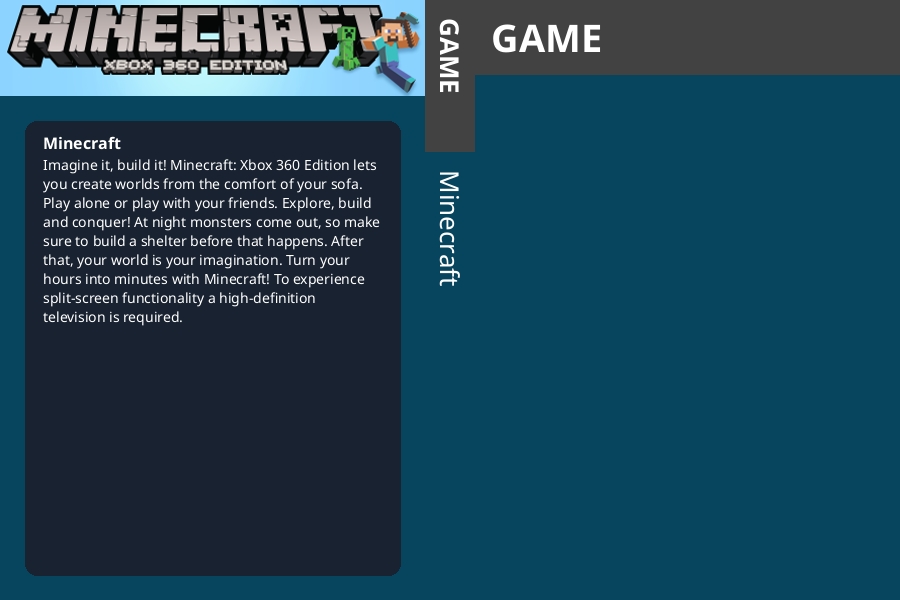 MINECRAFT
XBOX 360 EDITION
Minecraft
Imagine it, build it! Minecraft: Xbox 360 Edition lets
you create worlds from the comfort of your sofa.
Play alone or play with your friends. Explore, build
and conquer! At night monsters come out, so make
sure to build a shelter before that happens. After
that, your world is your imagination. Turn your
hours into minutes with Minecraft! To experience
split-screen functionality a high-definition
television is required.
GAME
Minecraft
GAME